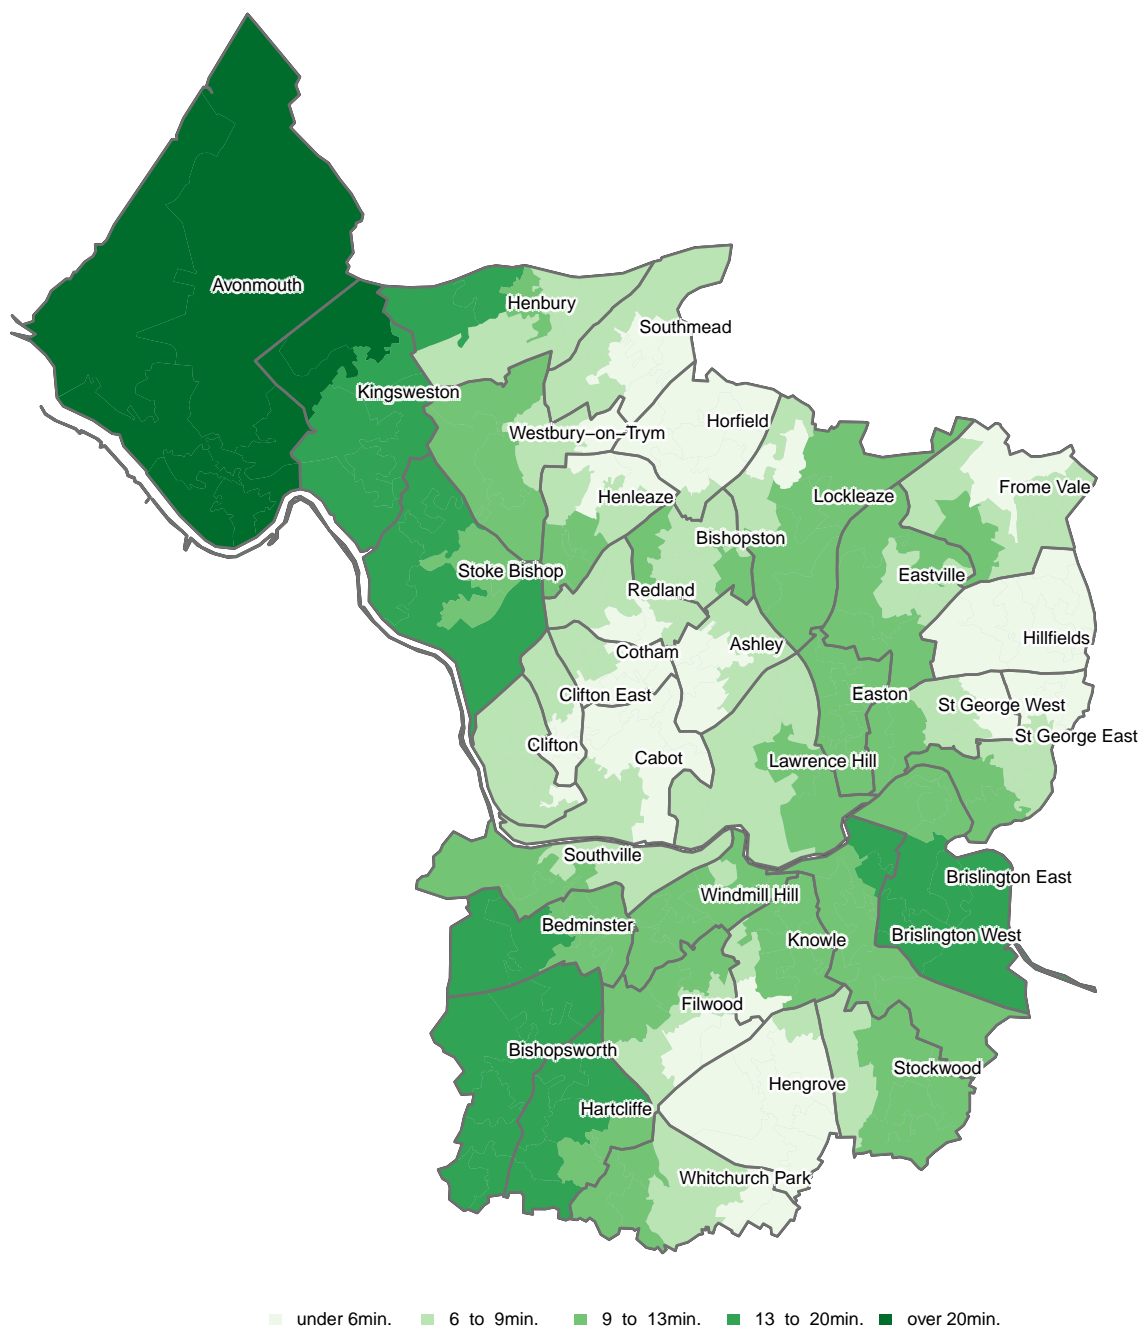 Avonmouth
Henbury
Southmead
Kingsweston
Horfield
Westbury–on–Trym
Frome Vale
Henleaze
Lockleaze
Bishopston
Stoke Bishop
Eastville
Redland
Hillfields
Ashley
Cotham
Clifton East
Easton
St George West
St George East
Clifton
Cabot
Lawrence Hill
Southville
Brislington East
Windmill Hill
Bedminster
Brislington West
Knowle
Filwood
Bishopsworth
Stockwood
Hengrove
Hartcliffe
Whitchurch Park
under 6min. 6 to 9min. 9 to 13min. 13 to 20min. over 20min.